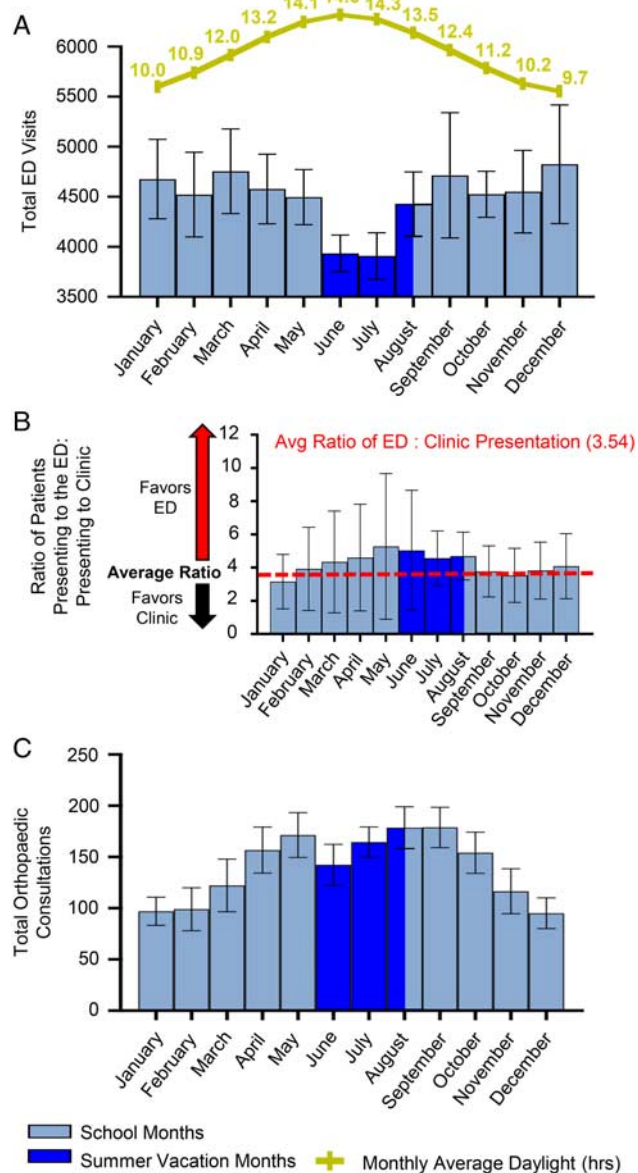 A
10.0
10.9
12.0
13.2
14.1
14.3
13.5
12.4
11.2
10.2
9.7
Total ED Visits
6000
5500
5000
4500
4000
3500
January
February
March
April
May
June
July
August
September
October
November
December
B
Ratio of Patients
Presenting to the ED:
Presenting to Clinic
Favors
ED
Average Ratio
Favors
Clinic
Avg Ratio of ED : Clinic Presentation (3.54)
12
10
8
6
4
2
0
January
February
March
April
May
June
July
August
September
October
November
December
C
Total Orthopaedic
Consultations
250
200
150
100
50
0
January
February
March
April
May
June
July
August
September
October
November
December
School Months
Summer Vacation Months
Monthly Average Daylight (hrs)